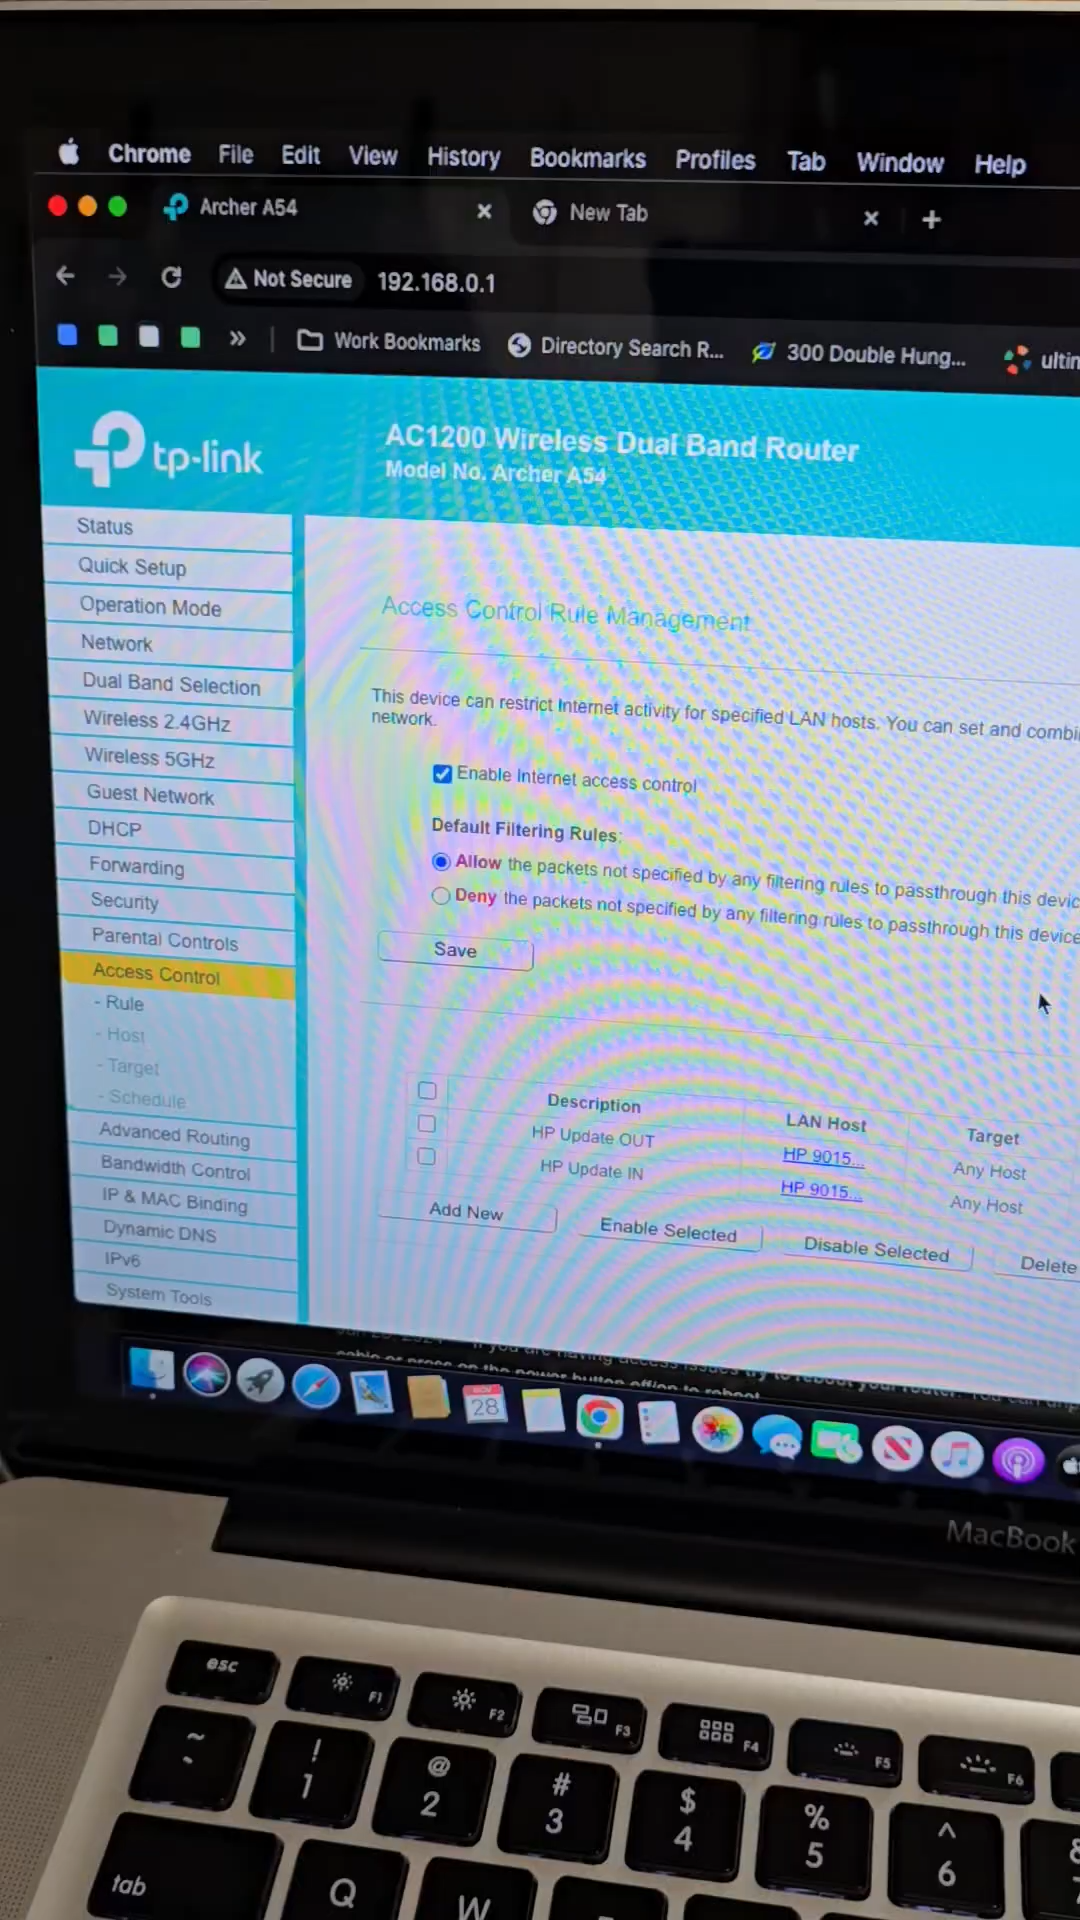 Chrome File Edit View History Bookmarks Profiles Tab Window Help
Archer A54
New Tab
Not Secure 192.168.0.1
Work Bookmarks Directory Search R... 300 Double Hung... ultim
tp-link
AC1200 Wireless Dual Band Router
Model No. Archer A54
Status
Quick Setup
Operation Mode
Network
Dual Band Selection
Wireless 2.4GHz
Wireless 5GHz
Guest Network
DHCP
Forwarding
Security
Parental Controls
Access Control
- Rule
- Host
- Target
- Schedule
Advanced Routing
Bandwidth Control
IP & MAC Binding
Dynamic DNS
IPv6
System Tools
Access Control Rule Management
This device can restrict Internet activity for specified LAN hosts. You can set and combi
network.
Enable Internet access control
Default Filtering Rules:
Allow the packets not specified by any filtering rules to passthrough this devic
Deny the packets not specified by any filtering rules to passthrough this device
Save
Description LAN Host Target
HP Update OUT HP 9015... Any Host
HP Update IN HP 9015... Any Host
Add New Enable Selected Disable Selected Delete
NOV
28
MacBook
esc F1 F2 F3 F4 F5 F6
~ ! @ # $ % ^
1 2 3 4 5 6
tab Q W